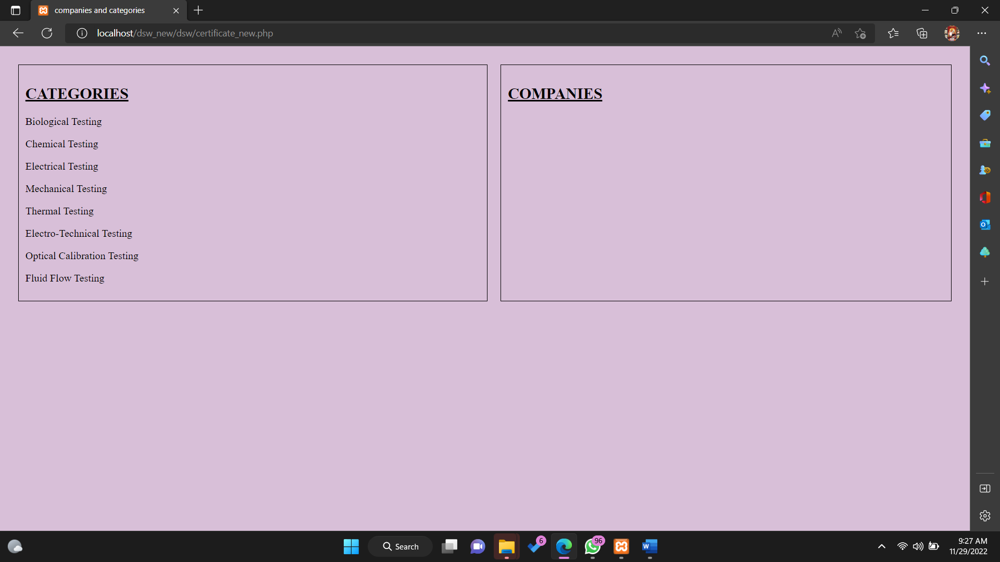 companies and categories
localhost/dsw_new/dsw/certificate_new.php
CATEGORIES
Biological Testing
Chemical Testing
Electrical Testing
Mechanical Testing
Thermal Testing
Electro-Technical Testing
Optical Calibration Testing
Fluid Flow Testing
COMPANIES
Search
6
96
W
9:27 AM
11/29/2022